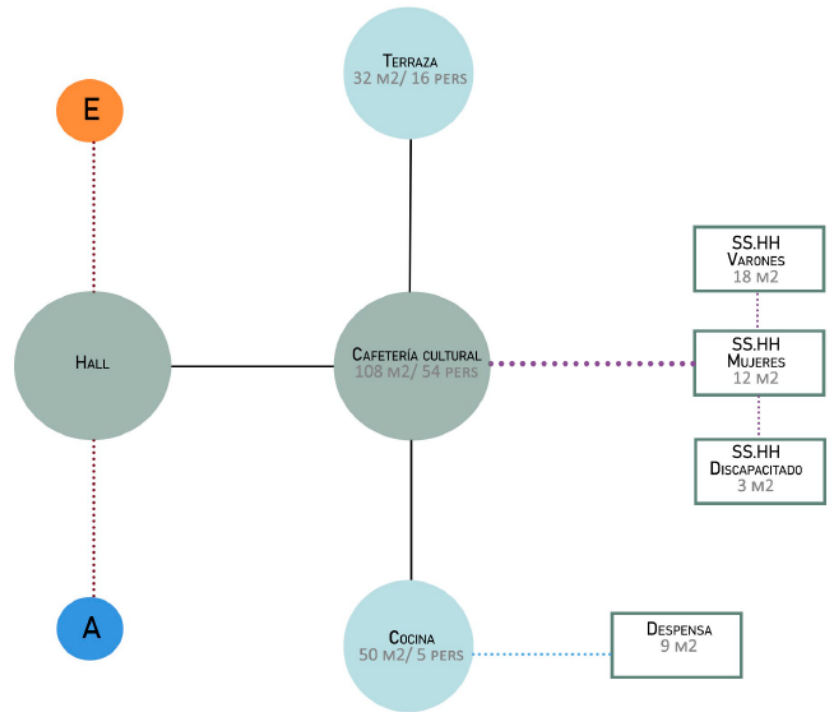 Terraza
32 m2/ 16 pers
E
SS.HH
Varones
18 m2
Hall
Cafetería cultural
108 m2/ 54 pers
SS.HH
Mujeres
12 m2
SS.HH
Discapacitado
3 m2
A
Cocina
50 m2/ 5 pers
Despensa
9 m2